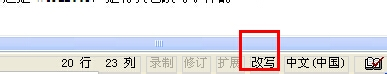 20 行 23 列 录制 修订 扩展 改写 中文(中国)